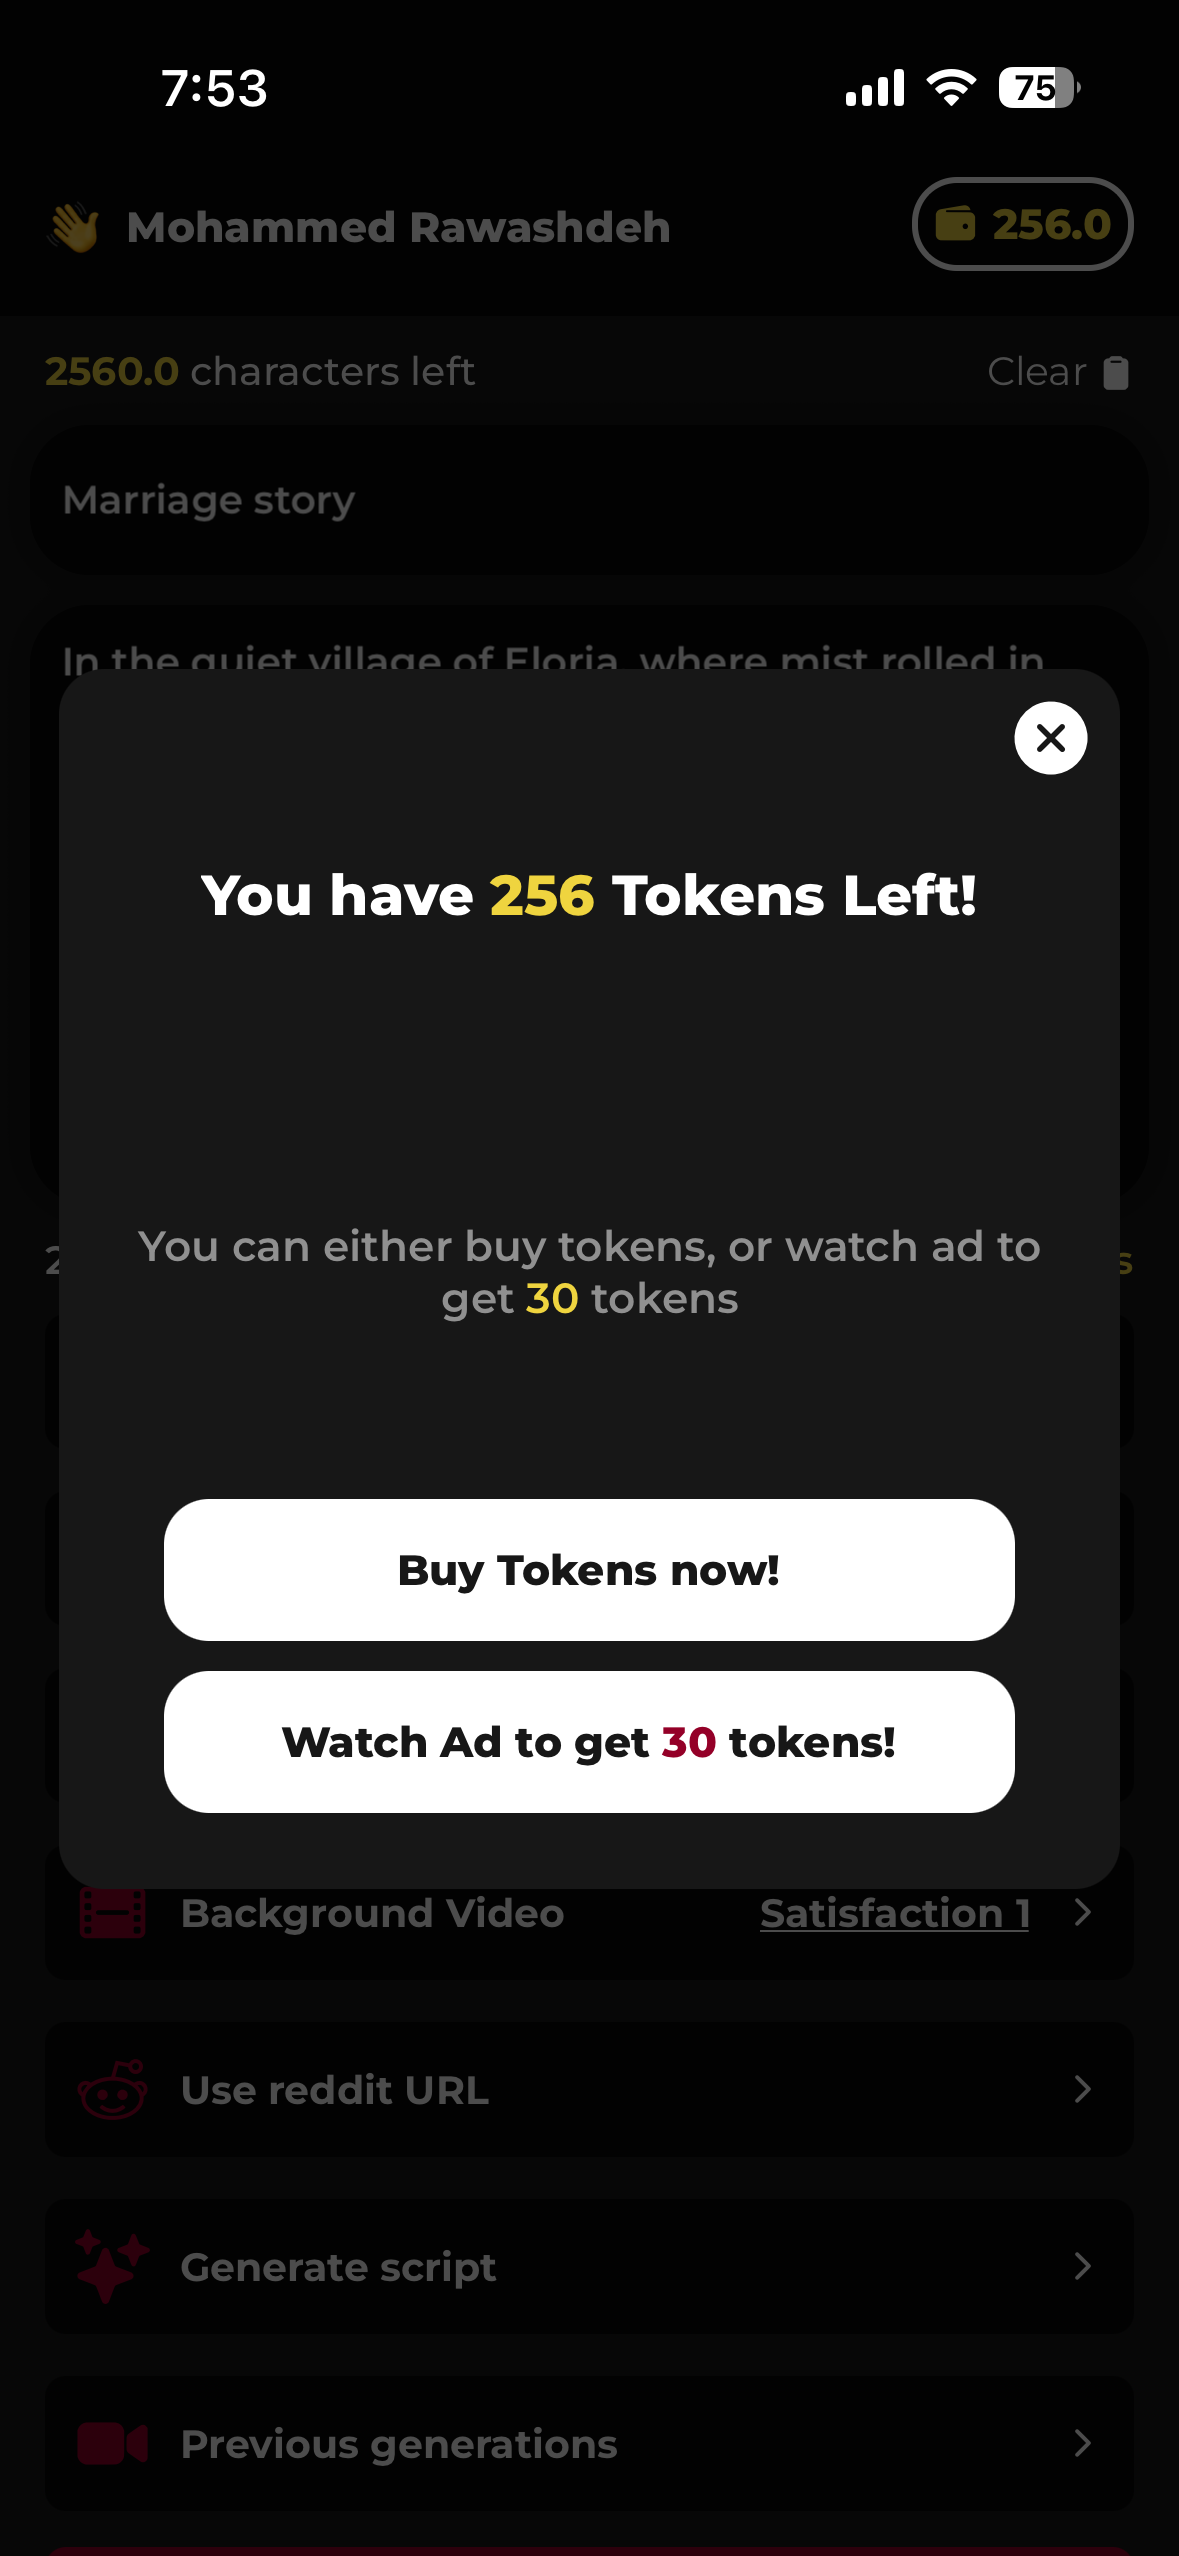 7:53
75
👋 Mohammed Rawashdeh
256.0
2560.0 characters left
Clear
Marriage story
In the quiet village of Eloria, where mist rolled in
You have 256 Tokens Left!
You can either buy tokens, or watch ad to
get 30 tokens
Buy Tokens now!
Watch Ad to get 30 tokens!
Background Video
Satisfaction 1
Use reddit URL
Generate script
Previous generations